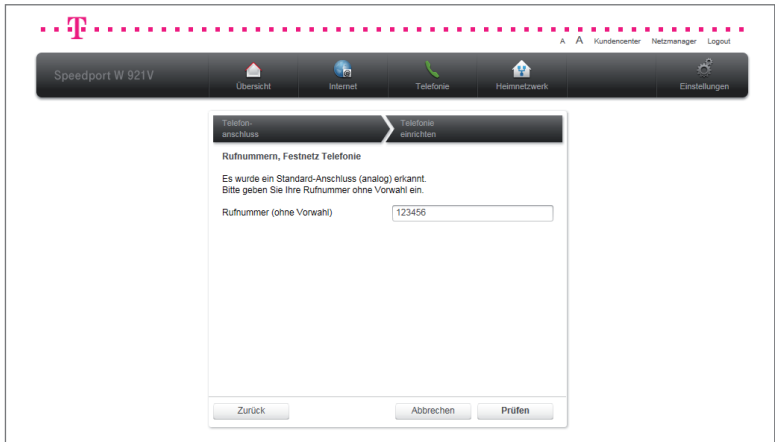 T
A A Kundencenter Netzmanager Logout
Speedport W 921V
Übersicht Internet Telefonie Heimnetzwerk Einstellungen
Telefon-
anschluss
Telefonie
einrichten
Rufnummern, Festnetz Telefonie
Es wurde ein Standard-Anschluss (analog) erkannt.
Bitte geben Sie Ihre Rufnummer ohne Vorwahl ein.
Rufnummer (ohne Vorwahl) 123456
Zurück Abbrechen Prüfen